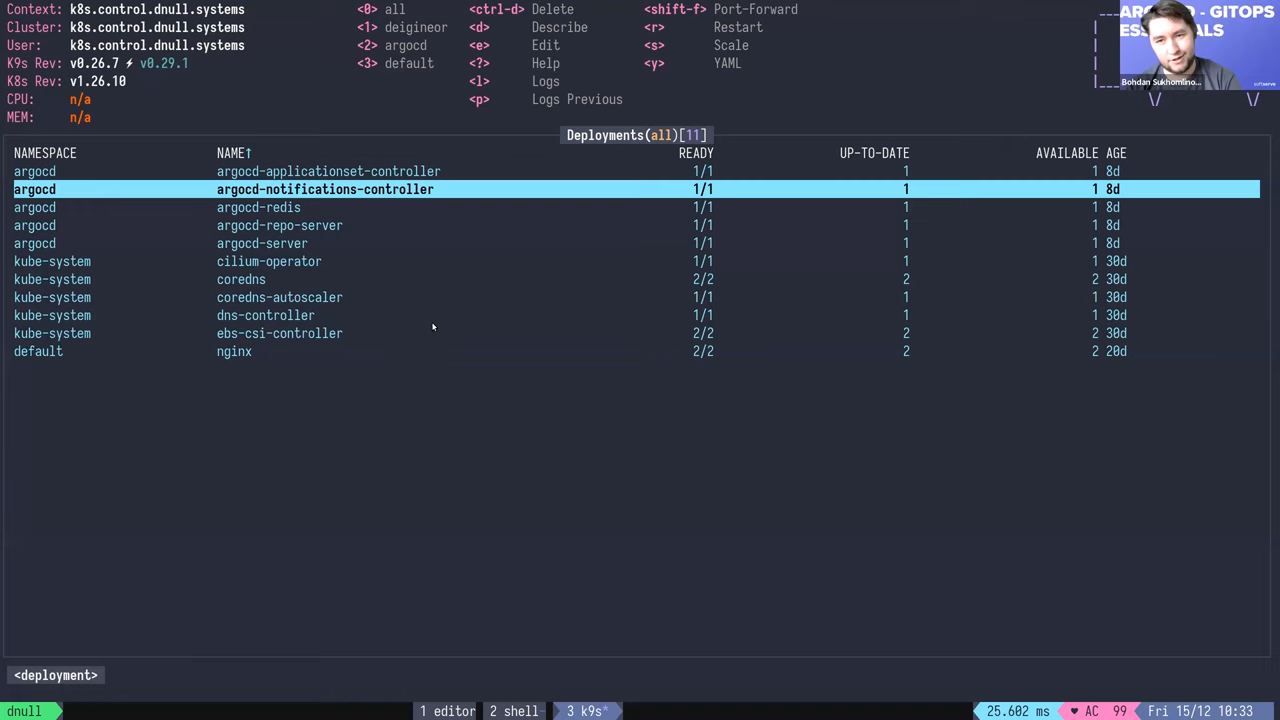 Context: k8s.control.dnull.systems <0> all <ctrl-d> Delete <shift-f> Port-Forward
Cluster: k8s.control.dnull.systems <1> deigineor <d> Describe <r> Restart
User: k8s.control.dnull.systems <2> argocd <e> Edit <s> Scale
K9s Rev: v0.26.7 ⚡ v0.29.1 <3> default <?> Help <y> YAML
K8s Rev: v1.26.10 <l> Logs
CPU: n/a <p> Logs Previous
MEM: n/a
- GITOPS
Bohdan Sukhomlino...
softserve
Deployments(all)[11]
NAMESPACE NAME↑ READY UP-TO-DATE AVAILABLE AGE
argocd argocd-applicationset-controller 1/1 1 1 8d
argocd argocd-notifications-controller 1/1 1 1 8d
argocd argocd-redis 1/1 1 1 8d
argocd argocd-repo-server 1/1 1 1 8d
argocd argocd-server 1/1 1 1 8d
kube-system cilium-operator 1/1 1 1 30d
kube-system coredns 2/2 2 2 30d
kube-system coredns-autoscaler 1/1 1 1 30d
kube-system dns-controller 1/1 1 1 30d
kube-system ebs-csi-controller 2/2 2 2 30d
default nginx 2/2 2 2 20d
<deployment>
dnull 1 editor 2 shell- 3 k9s* 25.602 ms ♥ AC 99 Fri 15/12 10:33